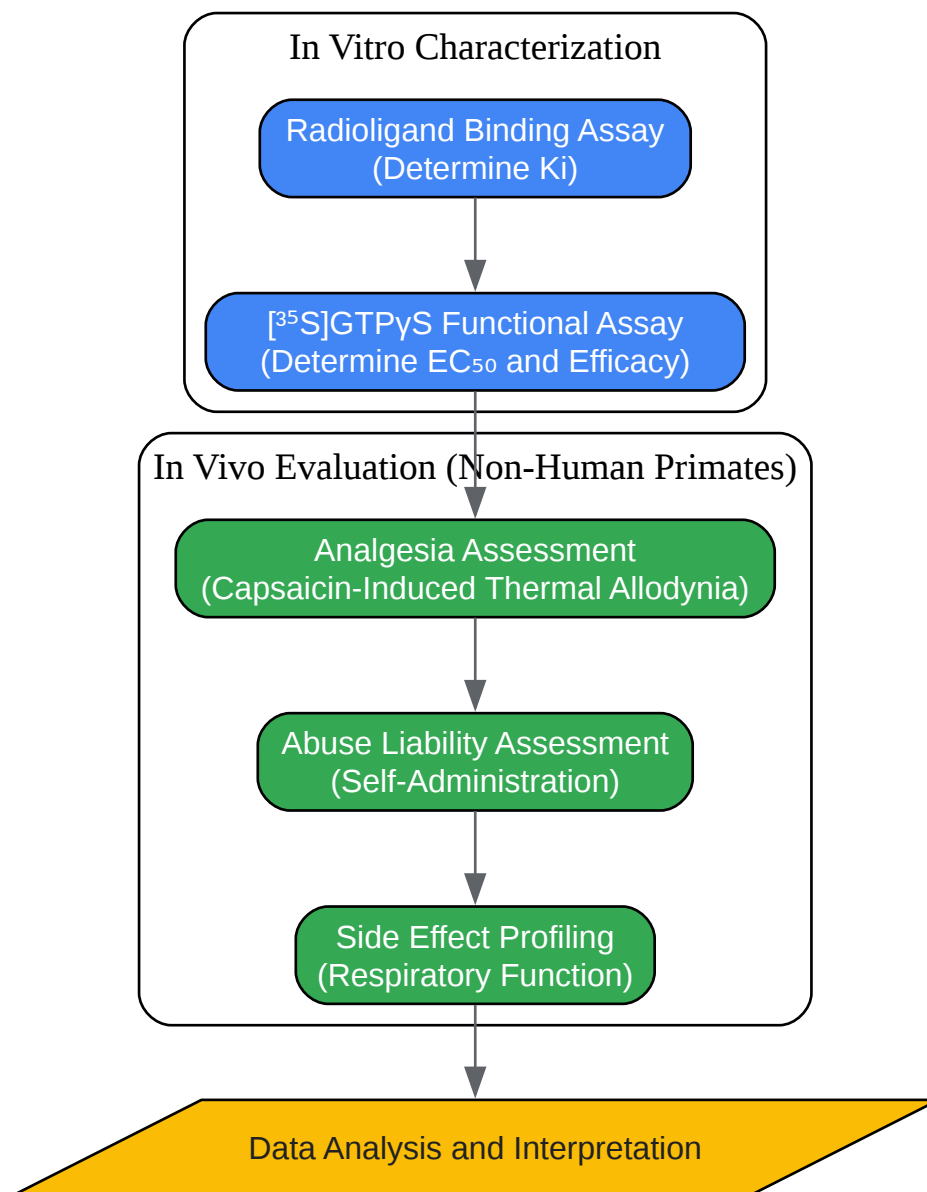 In Vitro Characterization
Radioligand Binding Assay
(Determine Ki)
[³⁵S]GTPγS Functional Assay
(Determine EC₅₀ and Efficacy)
In Vivo Evaluation (Non-Human Primates)
Analgesia Assessment
(Capsaicin-Induced Thermal Allodynia)
Abuse Liability Assessment
(Self-Administration)
Side Effect Profiling
(Respiratory Function)
Data Analysis and Interpretation